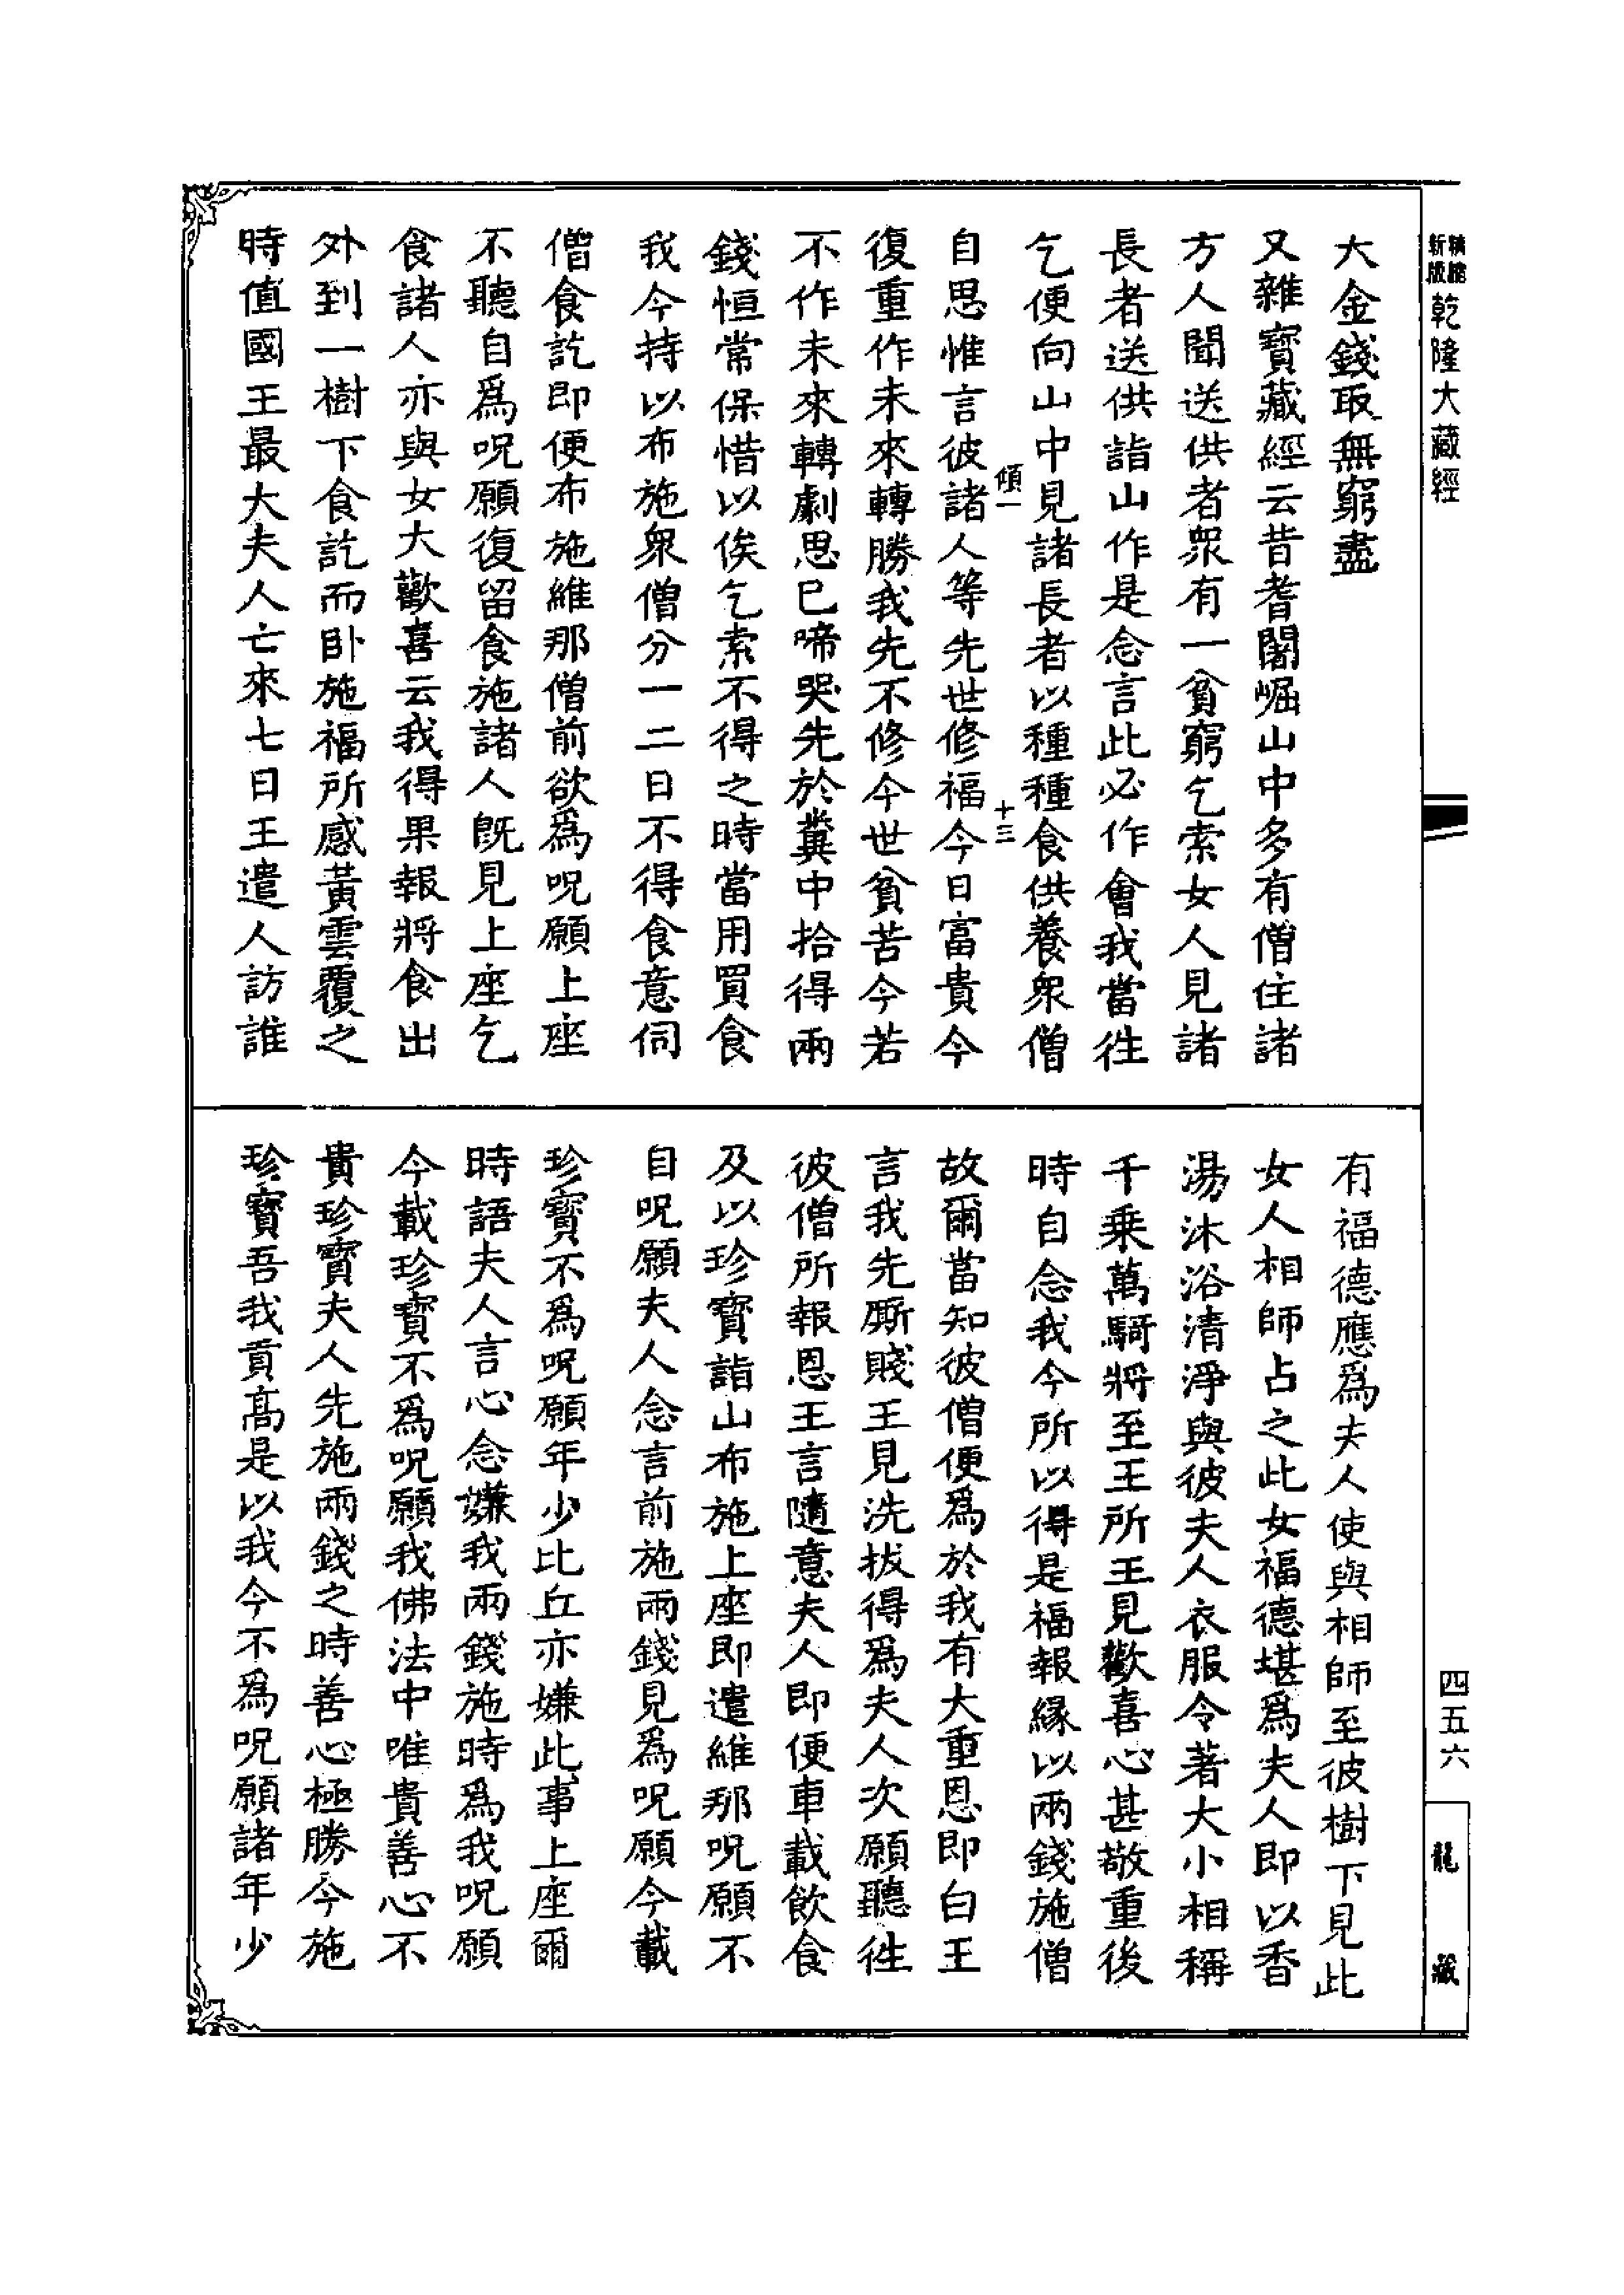 精縮新版乾隆大藏經
四五六
龍藏
大金錢取無窮盡
又雜寶藏經云昔耆闍崛山中多有僧住諸
方人聞送供者衆有一貧窮乞索女人見諸
長者送供詣山作是念言此必作會我當徃
乞便向山中見諸長者以種種食供養衆僧
傾一 十三
自思惟言彼諸人等先世修福今日富貴今
復重作未來轉勝我先不修今世貧苦今若
不作未來轉劇思巳啼哭先於糞中拾得兩
錢恒常保惜以俟乞索不得之時當用買食
我今持以布施衆僧分一二日不得食意伺
僧食訖即便布施維那僧前欲爲呪願上座
不聽自爲呪願復留食施諸人旣見上座乞
食諸人亦與女大歡喜云我得果報將食出
外到一樹下食訖而卧施福所感黃雲覆之
時值國王最大夫人亡來七日王遣人訪誰
有福德應爲夫人使與相師至彼樹下見此
女人相師占之此女福德堪爲夫人即以香
湯沐浴清淨與彼夫人衣服令著大小相稱
千乘萬騎將至王所王見歡喜心甚敬重後
時自念我今所以得是福報緣以兩錢施僧
故爾當知彼僧便爲於我有大重恩即白王
言我先厮賤王見洗拔得爲夫人次願聽徃
彼僧所報恩王言隨意夫人即便車載飲食
及以珍寶詣山布施上座即遣維那呪願不
自呪願夫人念言前施兩錢見爲呪願今載
珍寶不爲呪願年少比丘亦嫌此事上座爾
時語夫人言心念嫌我兩錢施時爲我呪願
今載珍寶不爲呪願我佛法中唯貴善心不
貴珍寶夫人先施兩錢之時善心極勝今施
珍寶吾我貢髙是以我今不爲呪願諸年少